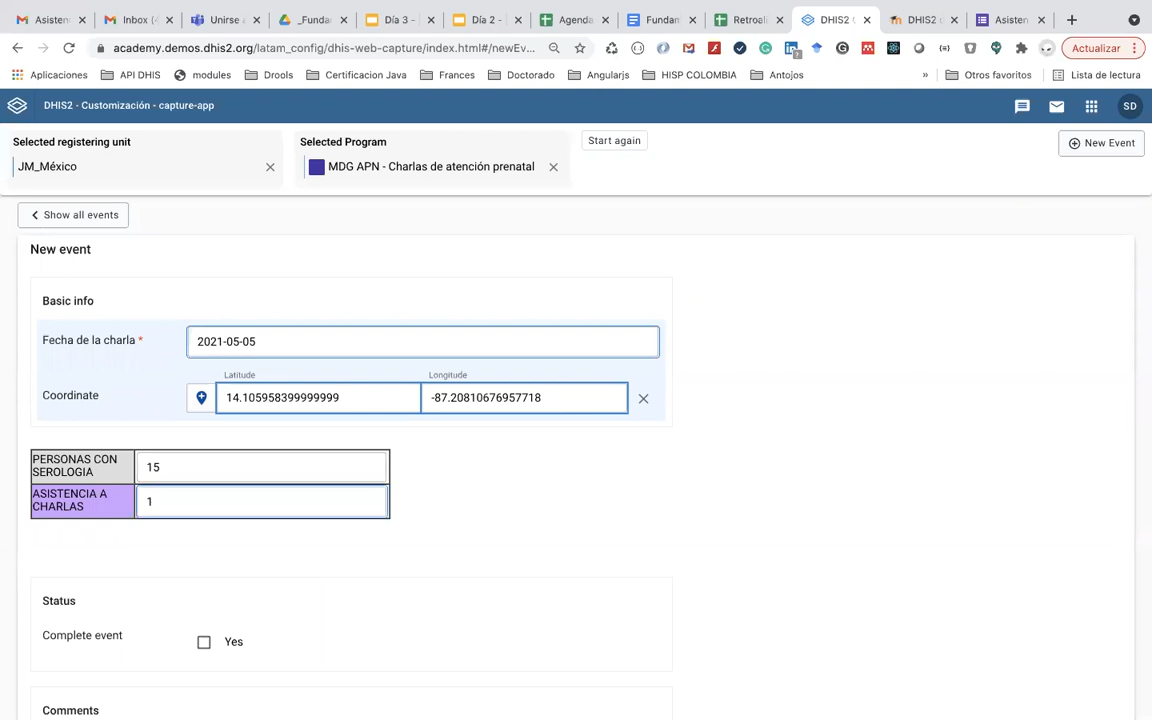 Asisten
Inbox (4
Unirse a
_Fundar
Día 3 -
Día 2 -
Agenda
Fundam
Retroali
DHIS2 C
DHIS2 c
Asisten
academy.demos.dhis2.org/latam_config/dhis-web-capture/index.html#/newEv...
Actualizar
Aplicaciones
API DHIS
modules
Drools
Certificacion Java
Frances
Doctorado
Angularjs
HISP COLOMBIA
Antojos
»
Otros favoritos
Lista de lectura
DHIS2 - Customización - capture-app
SD
Selected registering unit
JM_México
Selected Program
MDG APN - Charlas de atención prenatal
Start again
New Event
Show all events
New event
Basic info
Fecha de la charla *
2021-05-05
Latitude
Longitude
Coordinate
14.105958399999999
-87.20810676957718
PERSONAS CON
SEROLOGIA
15
ASISTENCIA A
CHARLAS
1
Status
Complete event
Yes
Comments